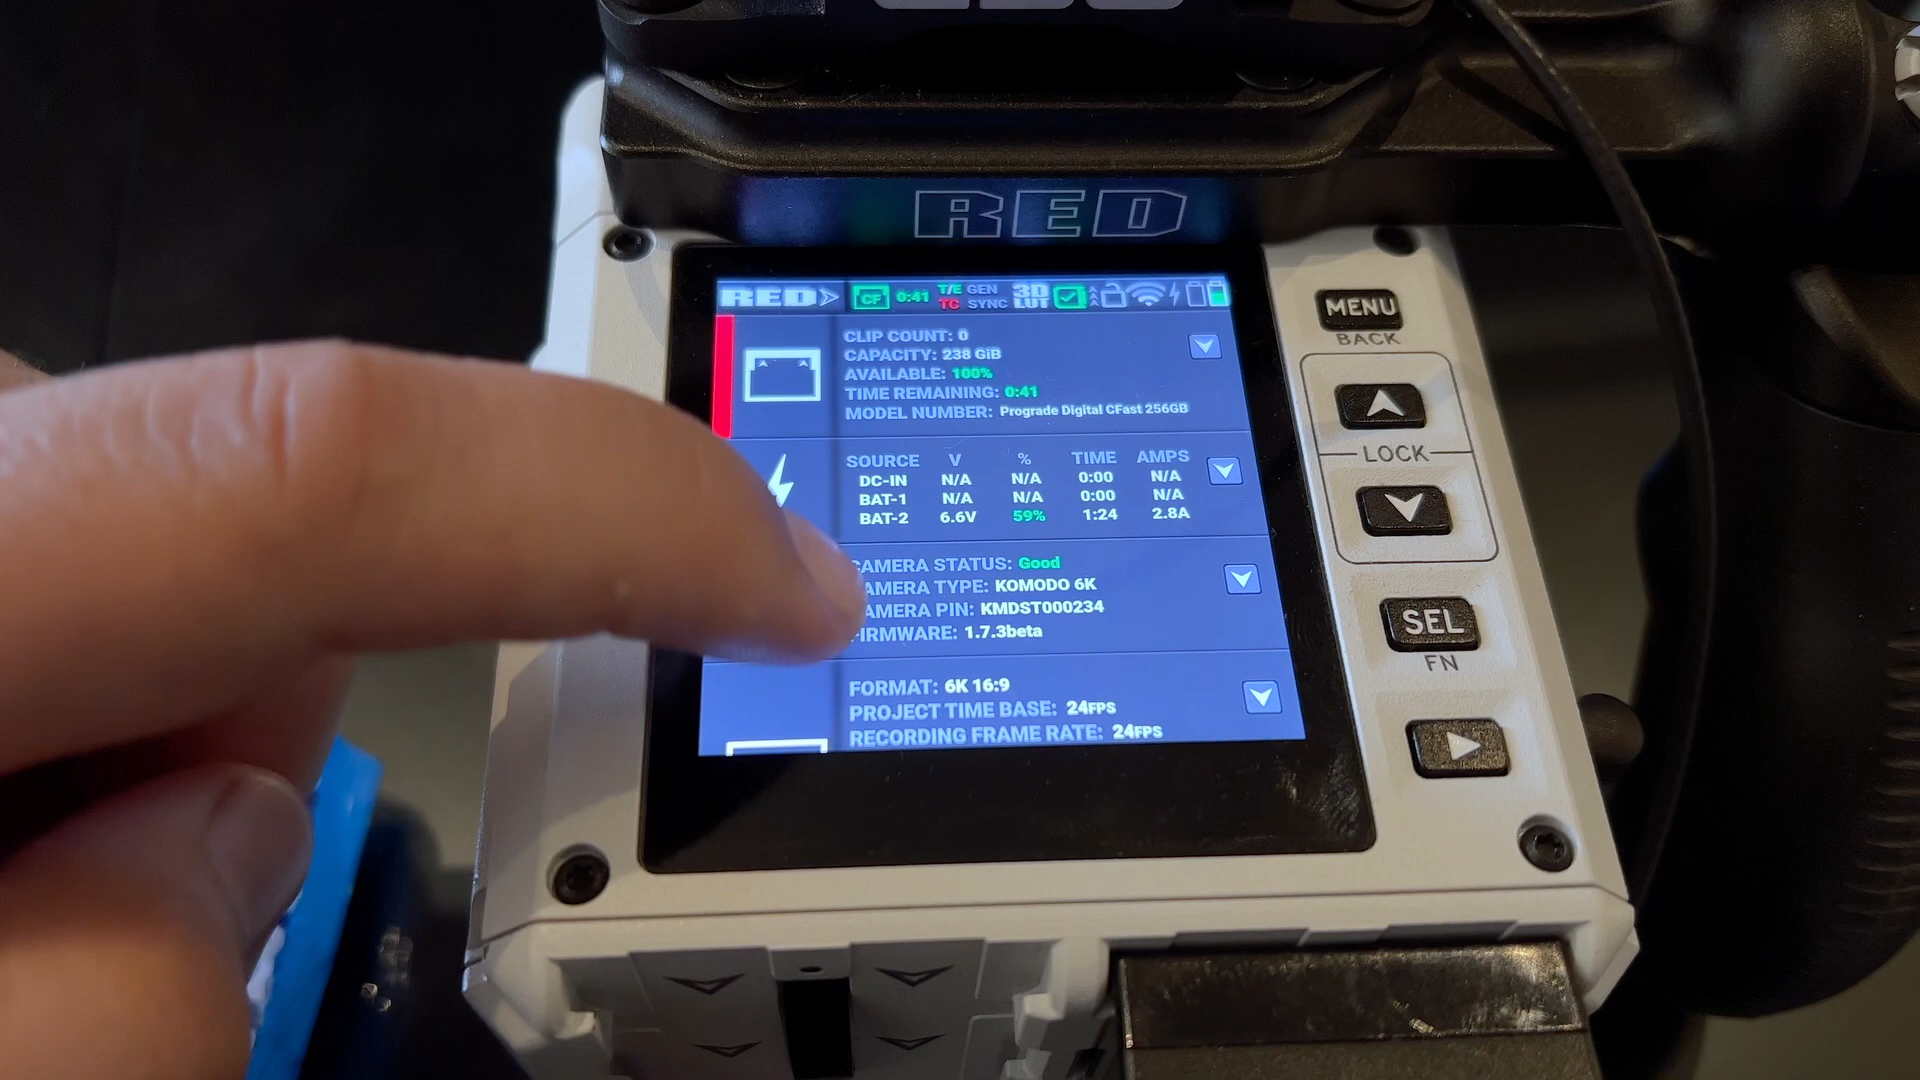 RED
RED CF 0:41 T/E GEN 3D
TC SYNC LUT
CLIP COUNT: 0
CAPACITY: 238 GiB
AVAILABLE: 100%
TIME REMAINING: 0:41
MODEL NUMBER: Prograde Digital CFast 256GB
SOURCE V % TIME AMPS
DC-IN N/A N/A 0:00 N/A
BAT-1 N/A N/A 0:00 N/A
BAT-2 6.6V 59% 1:24 2.8A
CAMERA STATUS: Good
AMERA TYPE: KOMODO 6K
AMERA PIN: KMDST000234
FIRMWARE: 1.7.3beta
FORMAT: 6K 16:9
PROJECT TIME BASE: 24FPS
RECORDING FRAME RATE: 24FPS
MENU
BACK
LOCK
SEL
FN